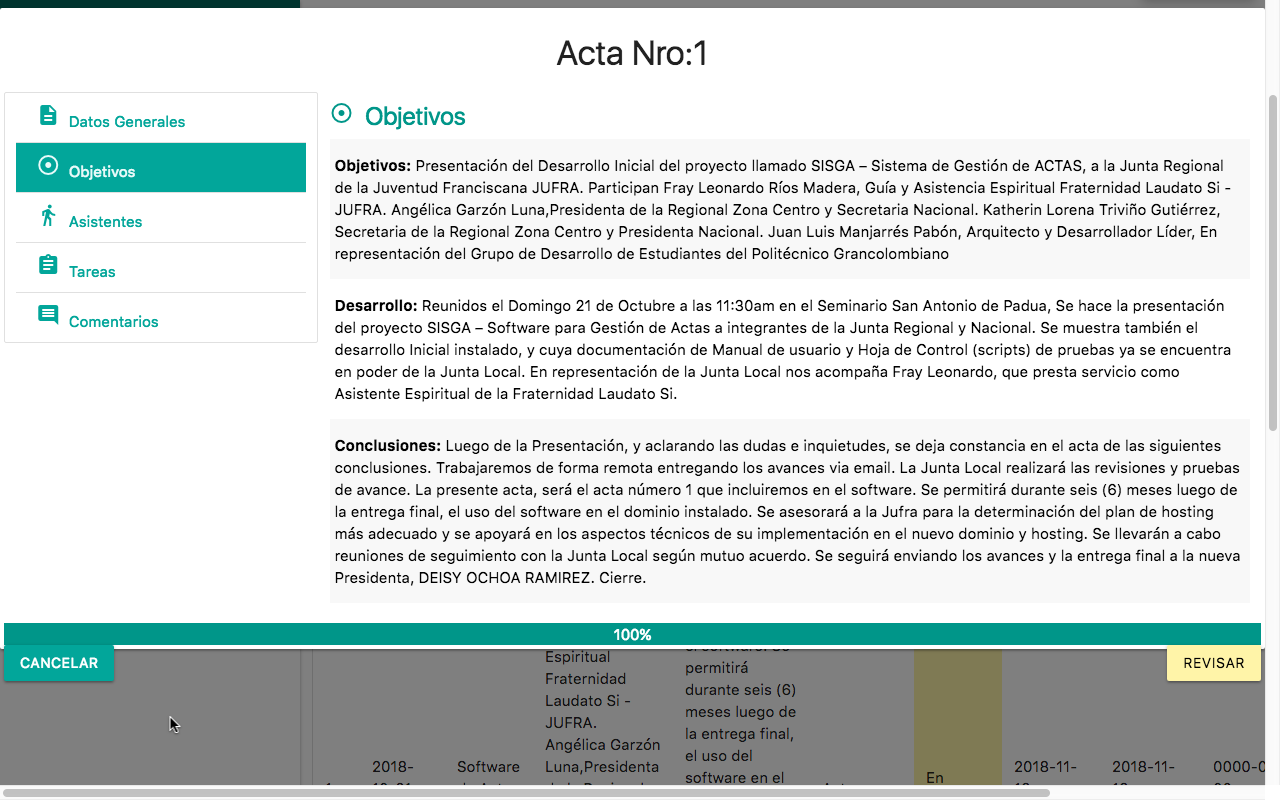 Acta Nro:1
Datos Generales
Objetivos
Asistentes
Tareas
Comentarios
Objetivos
Objetivos: Presentación del Desarrollo Inicial del proyecto llamado SISGA – Sistema de Gestión de ACTAS, a la Junta Regional
de la Juventud Franciscana JUFRA. Participan Fray Leonardo Ríos Madera, Guía y Asistencia Espiritual Fraternidad Laudato Si -
JUFRA. Angélica Garzón Luna,Presidenta de la Regional Zona Centro y Secretaria Nacional. Katherin Lorena Triviño Gutiérrez,
Secretaria de la Regional Zona Centro y Presidenta Nacional. Juan Luis Manjarrés Pabón, Arquitecto y Desarrollador Líder, En
representación del Grupo de Desarrollo de Estudiantes del Politécnico Grancolombiano
Desarrollo: Reunidos el Domingo 21 de Octubre a las 11:30am en el Seminario San Antonio de Padua, Se hace la presentación
del proyecto SISGA – Software para Gestión de Actas a integrantes de la Junta Regional y Nacional. Se muestra también el
desarrollo Inicial instalado, y cuya documentación de Manual de usuario y Hoja de Control (scripts) de pruebas ya se encuentra
en poder de la Junta Local. En representación de la Junta Local nos acompaña Fray Leonardo, que presta servicio como
Asistente Espiritual de la Fraternidad Laudato Si.
Conclusiones: Luego de la Presentación, y aclarando las dudas e inquietudes, se deja constancia en el acta de las siguientes
conclusiones. Trabajaremos de forma remota entregando los avances via email. La Junta Local realizará las revisiones y pruebas
de avance. La presente acta, será el acta número 1 que incluiremos en el software. Se permitirá durante seis (6) meses luego de
la entrega final, el uso del software en el dominio instalado. Se asesorará a la Jufra para la determinación del plan de hosting
más adecuado y se apoyará en los aspectos técnicos de su implementación en el nuevo dominio y hosting. Se llevarán a cabo
reuniones de seguimiento con la Junta Local según mutuo acuerdo. Se seguirá enviando los avances y la entrega final a la nueva
Presidenta, DEISY OCHOA RAMIREZ. Cierre.
100%
CANCELAR
REVISAR
2018-
Software
Espiritual
Fraternidad
Laudato Si -
JUFRA.
Angélica Garzón
Luna,Presidenta
permitirá
durante seis (6)
meses luego de
la entrega final,
el uso del
software en el
En
2018-11-
2018-11-